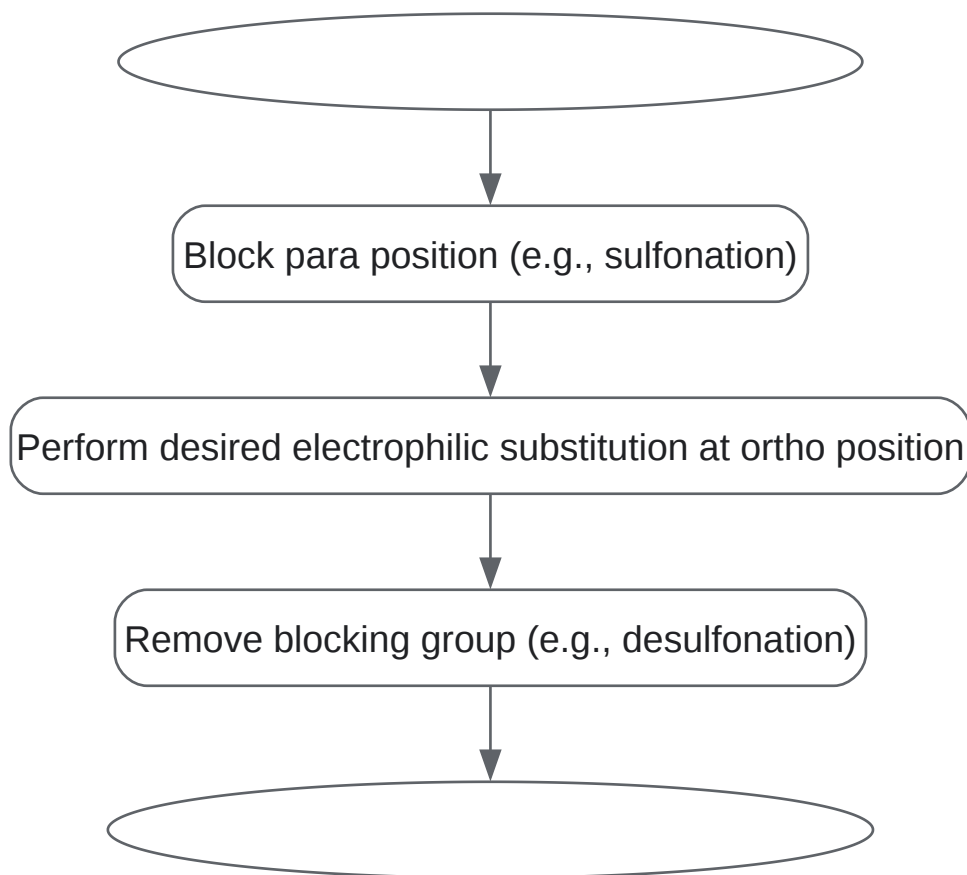 Block para position (e.g., sulfonation)
Perform desired electrophilic substitution at ortho position
Remove blocking group (e.g., desulfonation)